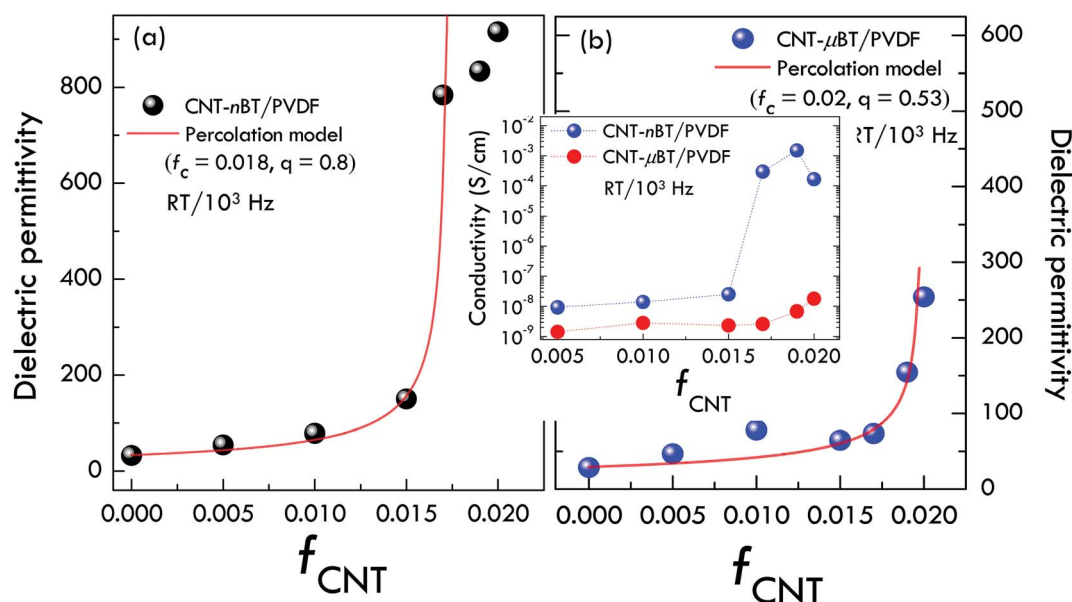 (a)
CNT-nBT/PVDF
Percolation model
(fc = 0.018, q = 0.8)
RT/10³ Hz
Dielectric permittivity
800
600
400
200
0
0.000 0.005 0.010 0.015 0.020
fCNT
(b)
CNT-μBT/PVDF
Percolation model
(fc = 0.02, q = 0.53)
RT/10³ Hz
Dielectric permittivity
600
500
400
300
200
100
0
0.000 0.005 0.010 0.015 0.020
fCNT
CNT-nBT/PVDF
CNT-μBT/PVDF
RT/10³ Hz
Conductivity (S/cm)
10⁻²
10⁻³
10⁻⁴
10⁻⁵
10⁻⁶
10⁻⁷
10⁻⁸
10⁻⁹
0.005 0.010 0.015 0.020
fCNT